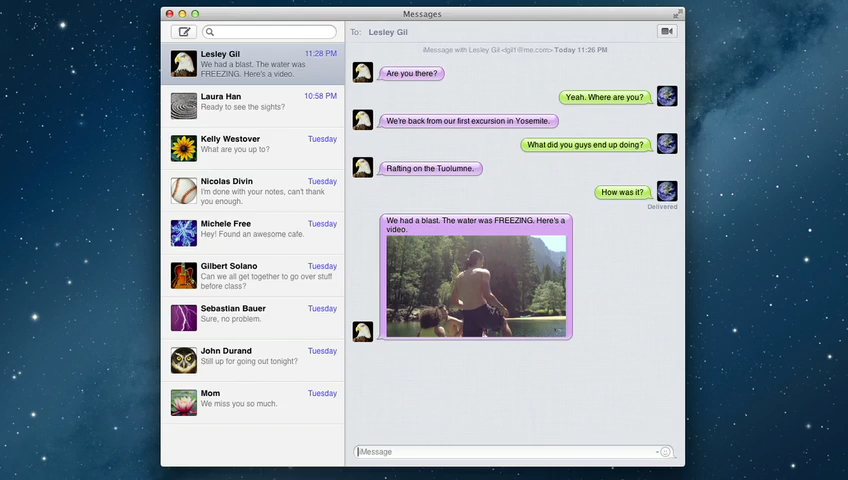 Messages
Lesley Gil
11:28 PM
We had a blast. The water was
FREEZING. Here's a video.
Laura Han
10:58 PM
Ready to see the sights?
Kelly Westover
Tuesday
What are you up to?
Nicolas Divin
Tuesday
I'm done with your notes, can't thank
you enough.
Michele Free
Tuesday
Hey! Found an awesome cafe.
Gilbert Solano
Tuesday
Can we all get together to go over stuff
before class?
Sebastian Bauer
Tuesday
Sure, no problem.
John Durand
Tuesday
Still up for going out tonight?
Mom
Tuesday
We miss you so much.
To: Lesley Gil
iMessage with Lesley Gil <lgil1@me.com> Today 11:26 PM
Are you there?
Yeah. Where are you?
We're back from our first excursion in Yosemite.
What did you guys end up doing?
Rafting on the Tuolumne.
How was it?
Delivered
We had a blast. The water was FREEZING. Here's a
video.
iMessage